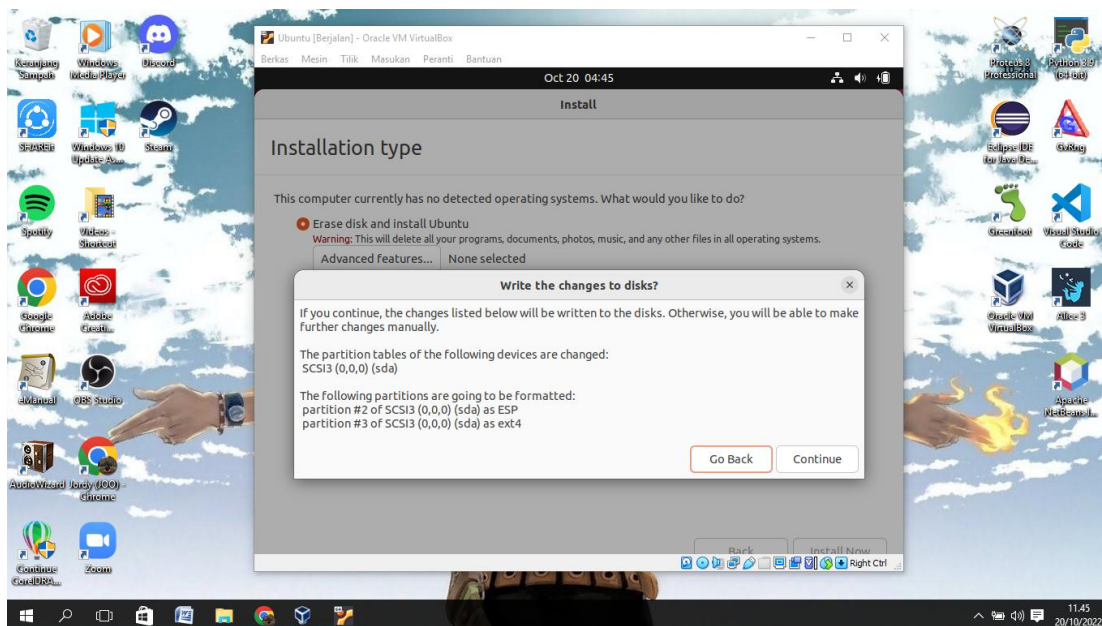 Keranjang
Sampah
Windows
Media Player
Discord
SHAREit
Windows 10
Update As...
Steam
Spotify
Videos -
Shortcut
Google
Chrome
Adobe
Creati...
eManual
OBS Studio
AudioWizard
Jordy (JOO) -
Chrome
Continue
CorelDRA...
Zoom
Ubuntu [Berjalan] - Oracle VM VirtualBox
Berkas Mesin Tilik Masukan Peranti Bantuan
Oct 20 04:45
Install
Installation type
This computer currently has no detected operating systems. What would you like to do?
Erase disk and install Ubuntu
Warning: This will delete all your programs, documents, photos, music, and any other files in all operating systems.
Advanced features... None selected
Write the changes to disks?
If you continue, the changes listed below will be written to the disks. Otherwise, you will be able to make
further changes manually.
The partition tables of the following devices are changed:
SCSI3 (0,0,0) (sda)
The following partitions are going to be formatted:
partition #2 of SCSI3 (0,0,0) (sda) as ESP
partition #3 of SCSI3 (0,0,0) (sda) as ext4
Go Back Continue
Back Install Now
Right Ctrl
Proteus 8
Professional
Python 3.9
(64-bit)
Eclipse IDE
for Java De...
GvRng
Greenfoot
Visual Studio
Code
Oracle VM
VirtualBox
Alice 3
Apache
NetBeans I...
11.45
20/10/2022